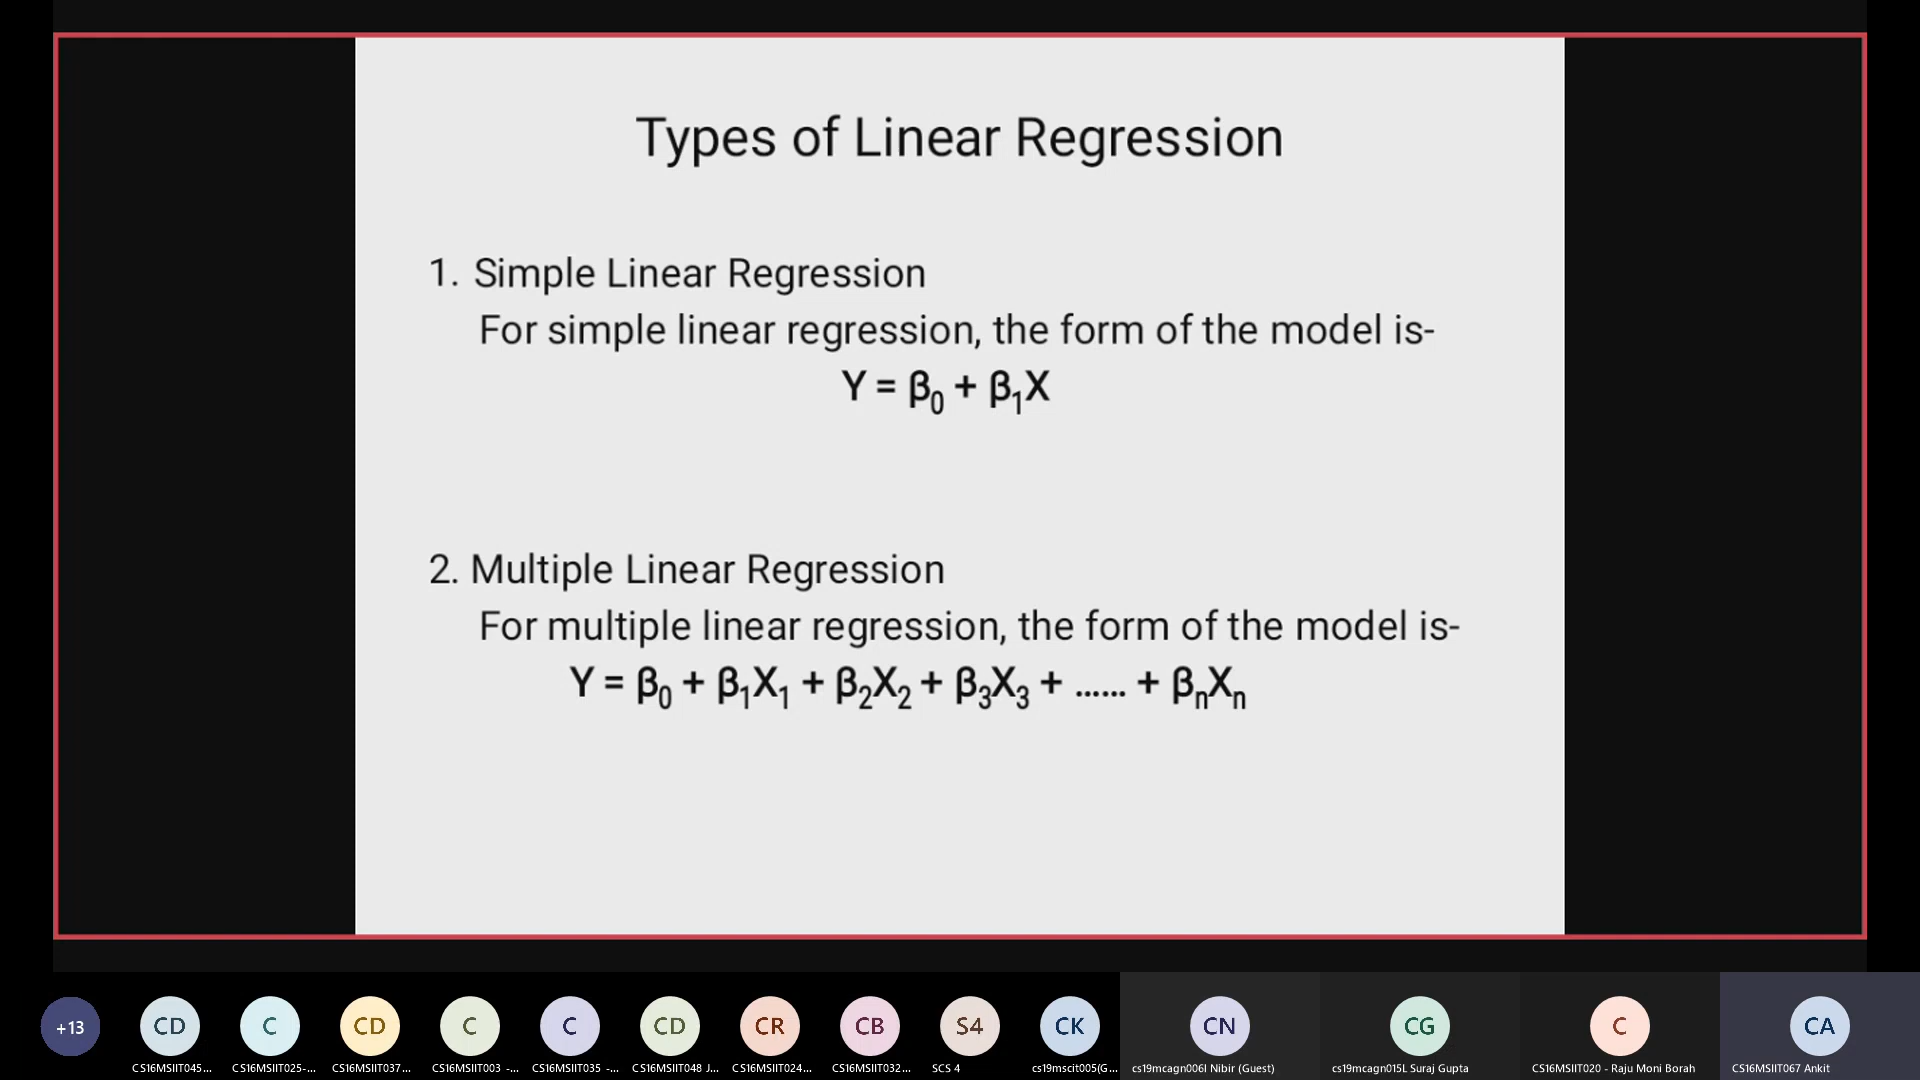 Types of Linear Regression
1. Simple Linear Regression
For simple linear regression, the form of the model is-
Y = β₀ + β₁X
2. Multiple Linear Regression
For multiple linear regression, the form of the model is-
Y = β₀ + β₁X₁ + β₂X₂ + β₃X₃ + ...... + βₙXₙ
+13 CD C CD C C CD CR CB S4 CK CN CG C CA
CS16MSIIT045... CS16MSIIT025-... CS16MSIIT037... CS16MSIIT003 -... CS16MSIIT035 -... CS16MSIIT048 J... CS16MSIIT024... CS16MSIIT032... SCS 4 cs19mscit005(G... cs19mcagn006l Nibir (Guest) cs19mcagn015L Suraj Gupta CS16MSIIT020 - Raju Moni Borah CS16MSIIT067 Ankit